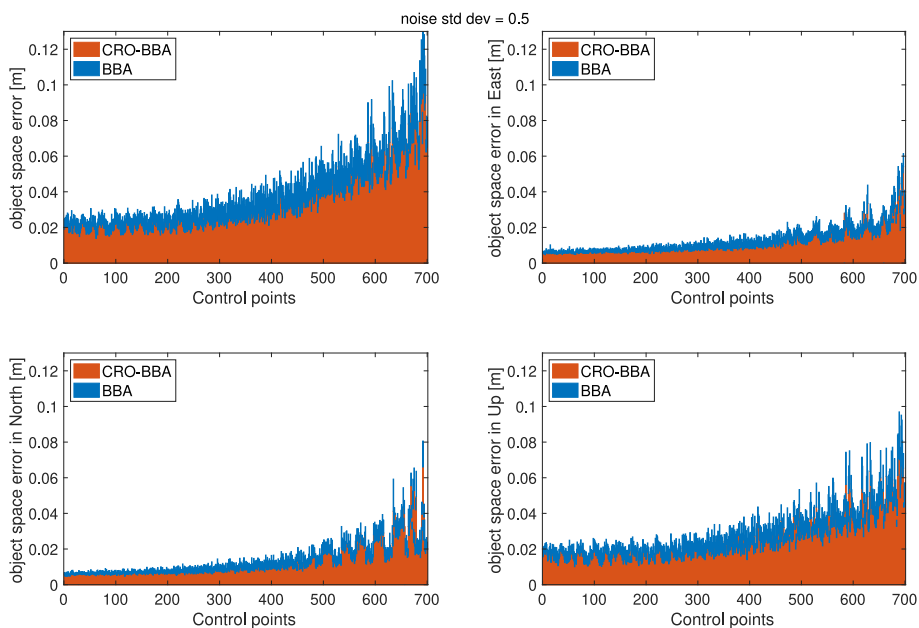 noise std dev = 0.5
object space error [m]
0.12
0.1
0.08
0.06
0.04
0.02
0
CRO-BBA
BBA
0 100 200 300 400 500 600 700
Control points
object space error in East [m]
0.12
0.1
0.08
0.06
0.04
0.02
0
CRO-BBA
BBA
0 100 200 300 400 500 600 700
Control points
object space error in North [m]
0.12
0.1
0.08
0.06
0.04
0.02
0
CRO-BBA
BBA
0 100 200 300 400 500 600 700
Control points
object space error in Up [m]
0.12
0.1
0.08
0.06
0.04
0.02
0
CRO-BBA
BBA
0 100 200 300 400 500 600 700
Control points